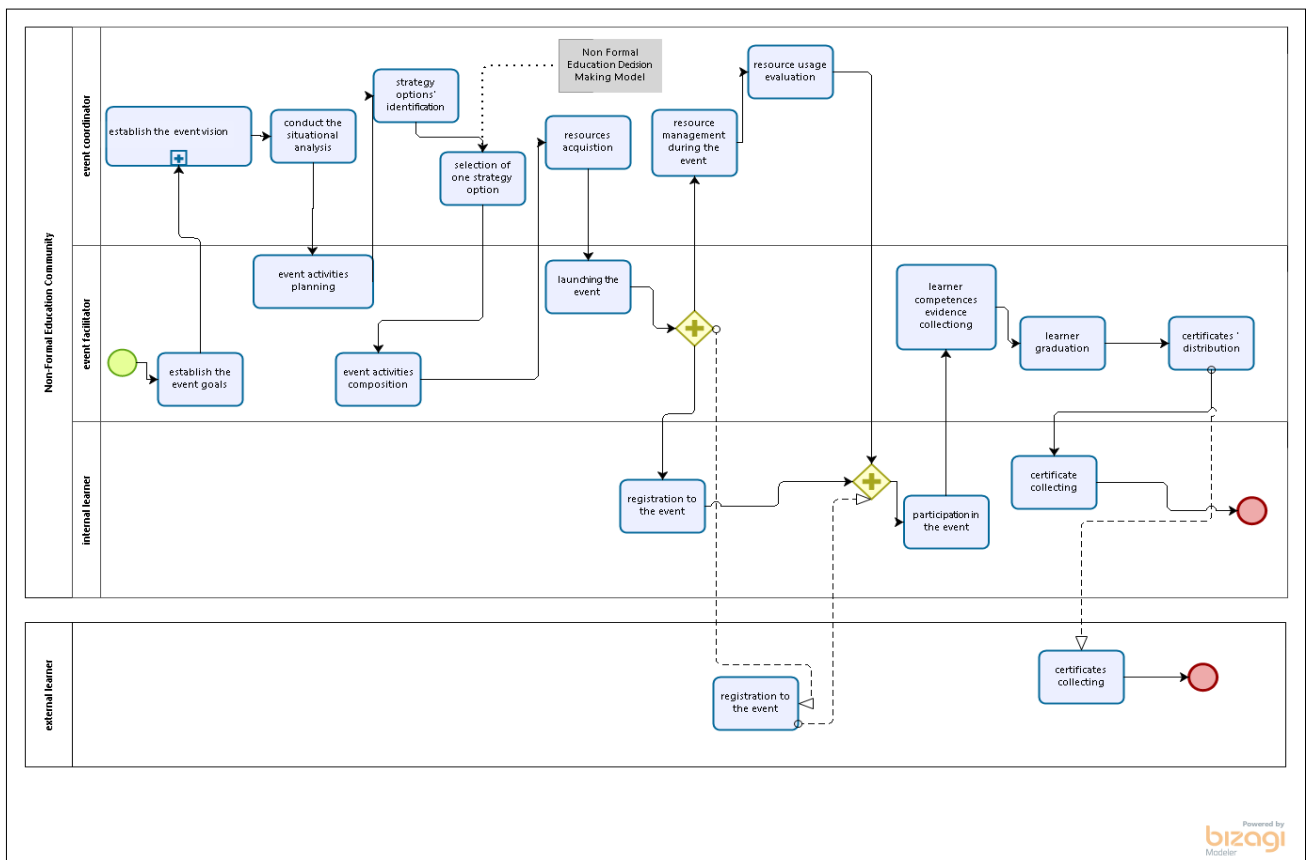 Non-Formal Education Community
event coordinator
establish the event vision
conduct the
situational
analysis
strategy
options'
identification
Non Formal
Education Decision
Making Model
selection of
one strategy
option
resources
acquistion
resource
management
during the
event
resource usage
evaluation
event facilitator
establish the
event goals
event activities
planning
event activities
composition
launching the
event
learner
competences
evidence
collectiong
learner
graduation
certificates '
distribution
internal learner
registration to
the event
participation in
the event
certificate
collecting
external learner
registration to
the event
certificates
collecting
Powered by
bizagi
Modeler